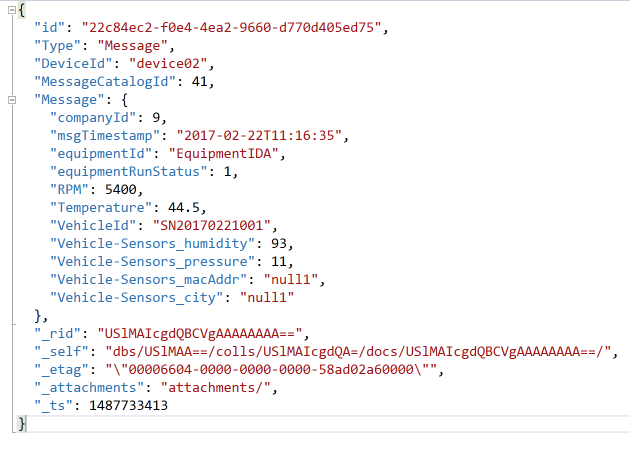 {
"id": "22c84ec2-f0e4-4ea2-9660-d770d405ed75",
"Type": "Message",
"DeviceId": "device02",
"MessageCatalogId": 41,
"Message": {
"companyId": 9,
"msgTimestamp": "2017-02-22T11:16:35",
"equipmentId": "EquipmentIDA",
"equipmentRunStatus": 1,
"RPM": 5400,
"Temperature": 44.5,
"VehicleId": "SN20170221001",
"Vehicle-Sensors_humidity": 93,
"Vehicle-Sensors_pressure": 11,
"Vehicle-Sensors_macAddr": "null1",
"Vehicle-Sensors_city": "null1"
},
"_rid": "USlMAIcgdQBCVgAAAAAAAA==",
"_self": "dbs/USlMAA==/colls/USlMAIcgdQA=/docs/USlMAIcgdQBCVgAAAAAAAA==/",
"_etag": "\"00006604-0000-0000-0000-58ad02a60000\"",
"_attachments": "attachments/",
"_ts": 1487733413
}